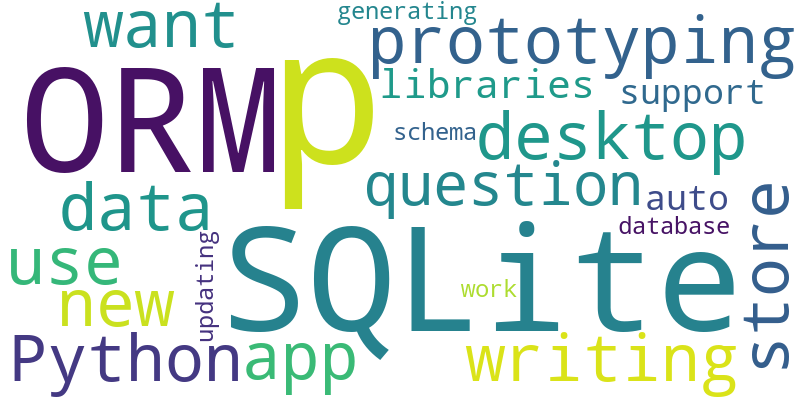 generating
want
prototyping
ORM
p
libraries
support
schema
desktop
question
data
auto
store
database
use
updating
SQLite
new
work
Python
app
writing